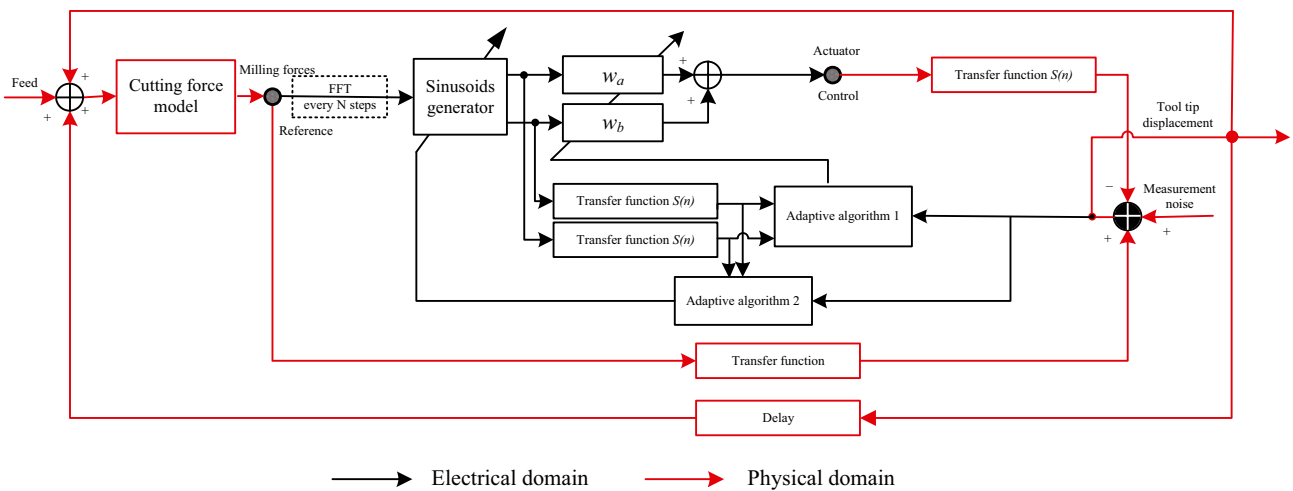 Feed
+
+
+
Cutting force
model
Milling forces
Reference
FFT
every N steps
Sinusoids
generator
wa
wb
+
+
Actuator
Control
Transfer function S(n)
Tool tip
displacement
Measurement
noise
−
+
+
Transfer function S(n)
Transfer function S(n)
Adaptive algorithm 1
Adaptive algorithm 2
Transfer function
Delay
Electrical domain
Physical domain